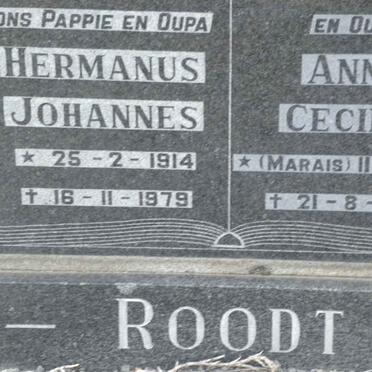 ONS PAPPIE EN OUPA
HERMANUS
JOHANNES
* 25-2-1914
† 16-11-1979
EN
ANN
CECI
* (MARAIS) 11
† 21-8-
— ROODT